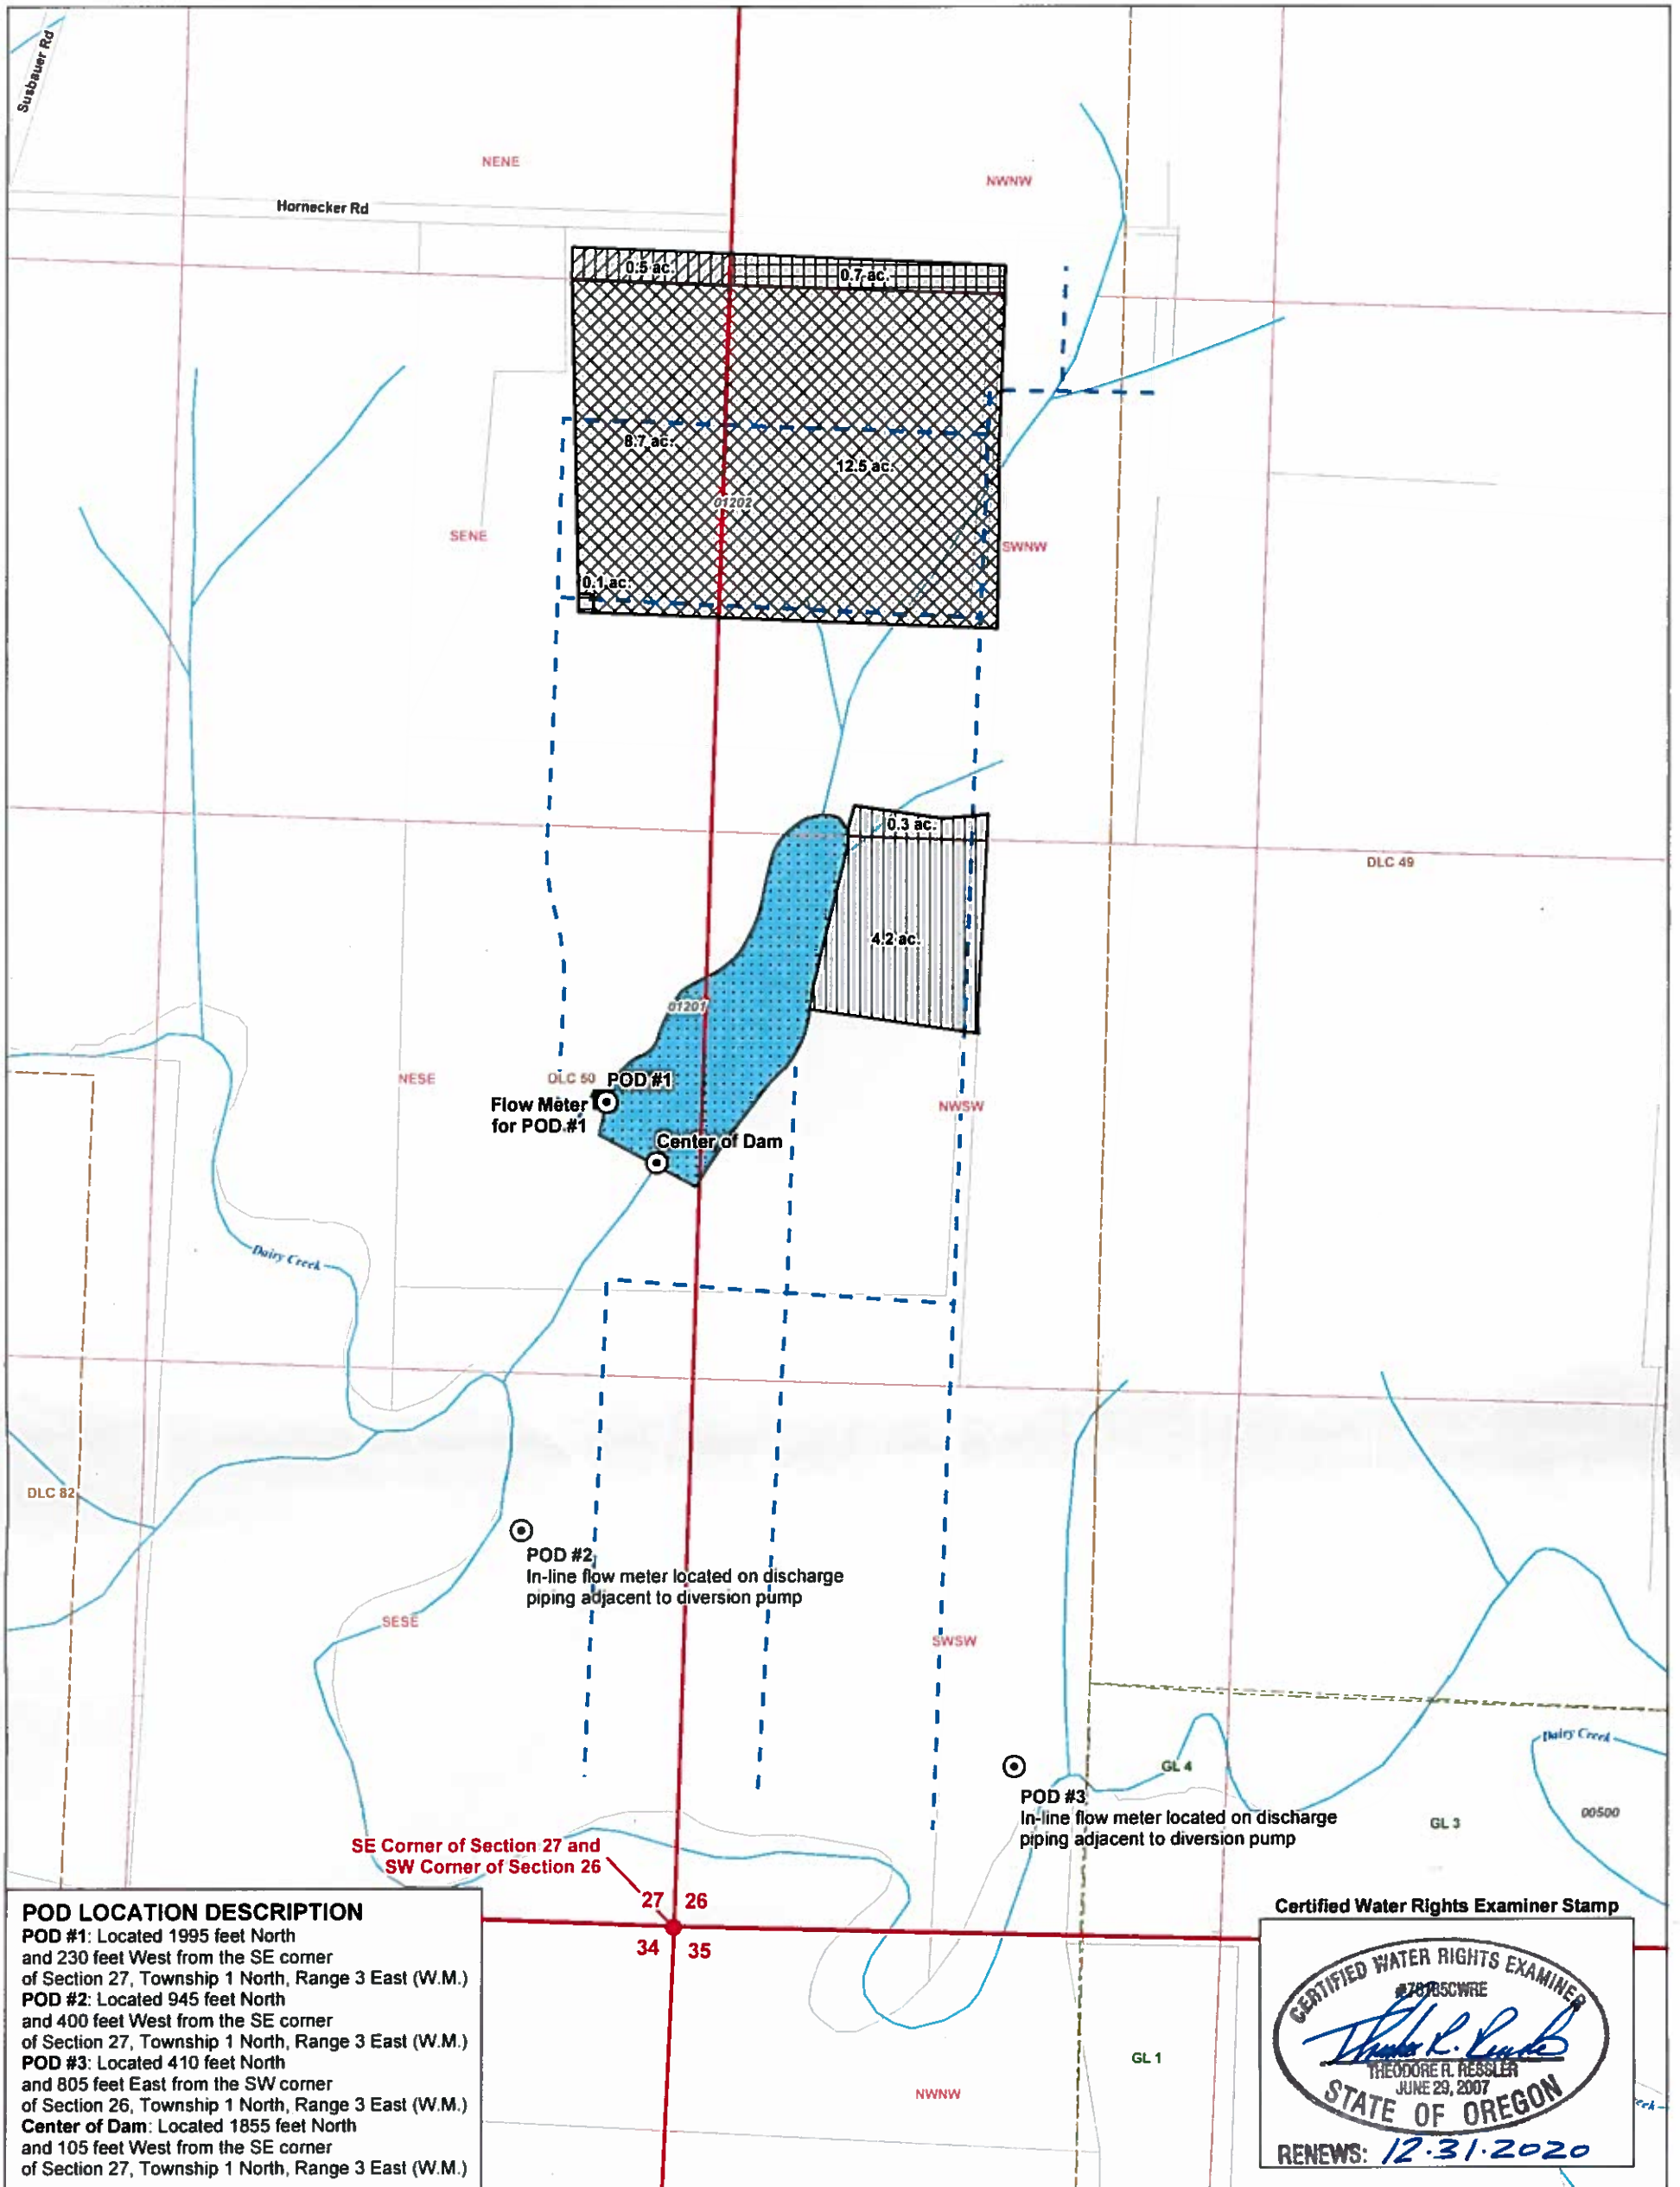 Susbauer Rd
NENE
NWNW
Hornecker Rd
0.5 ac.
0.7 ac.
8.7 ac.
12.5 ac.
01202
SENE
SWNW
0.1 ac.
0.3 ac.
DLC 49
4.2 ac.
01201
NESE
DLC 50
POD #1
Flow Meter
for POD #1
NWSW
Center of Dam
Dairy Creek
DLC 82
POD #2
In-line flow meter located on discharge
piping adjacent to diversion pump
SESE
SWSW
Dairy Creek
GL 4
POD #3
In-line flow meter located on discharge
piping adjacent to diversion pump
00500
GL 3
SE Corner of Section 27 and
SW Corner of Section 26
27 26
34 35
POD LOCATION DESCRIPTION
POD #1: Located 1995 feet North
and 230 feet West from the SE corner
of Section 27, Township 1 North, Range 3 East (W.M.)
POD #2: Located 945 feet North
and 400 feet West from the SE corner
of Section 27, Township 1 North, Range 3 East (W.M.)
POD #3: Located 410 feet North
and 805 feet East from the SW corner
of Section 26, Township 1 North, Range 3 East (W.M.)
Center of Dam: Located 1855 feet North
and 105 feet West from the SE corner
of Section 27, Township 1 North, Range 3 East (W.M.)
GL 1
NWNW
Certified Water Rights Examiner Stamp
CERTIFIED WATER RIGHTS EXAMINER
THEODORE R. RESSLER
JUNE 29, 2007
STATE OF OREGON
RENEWS: 12.31.2020